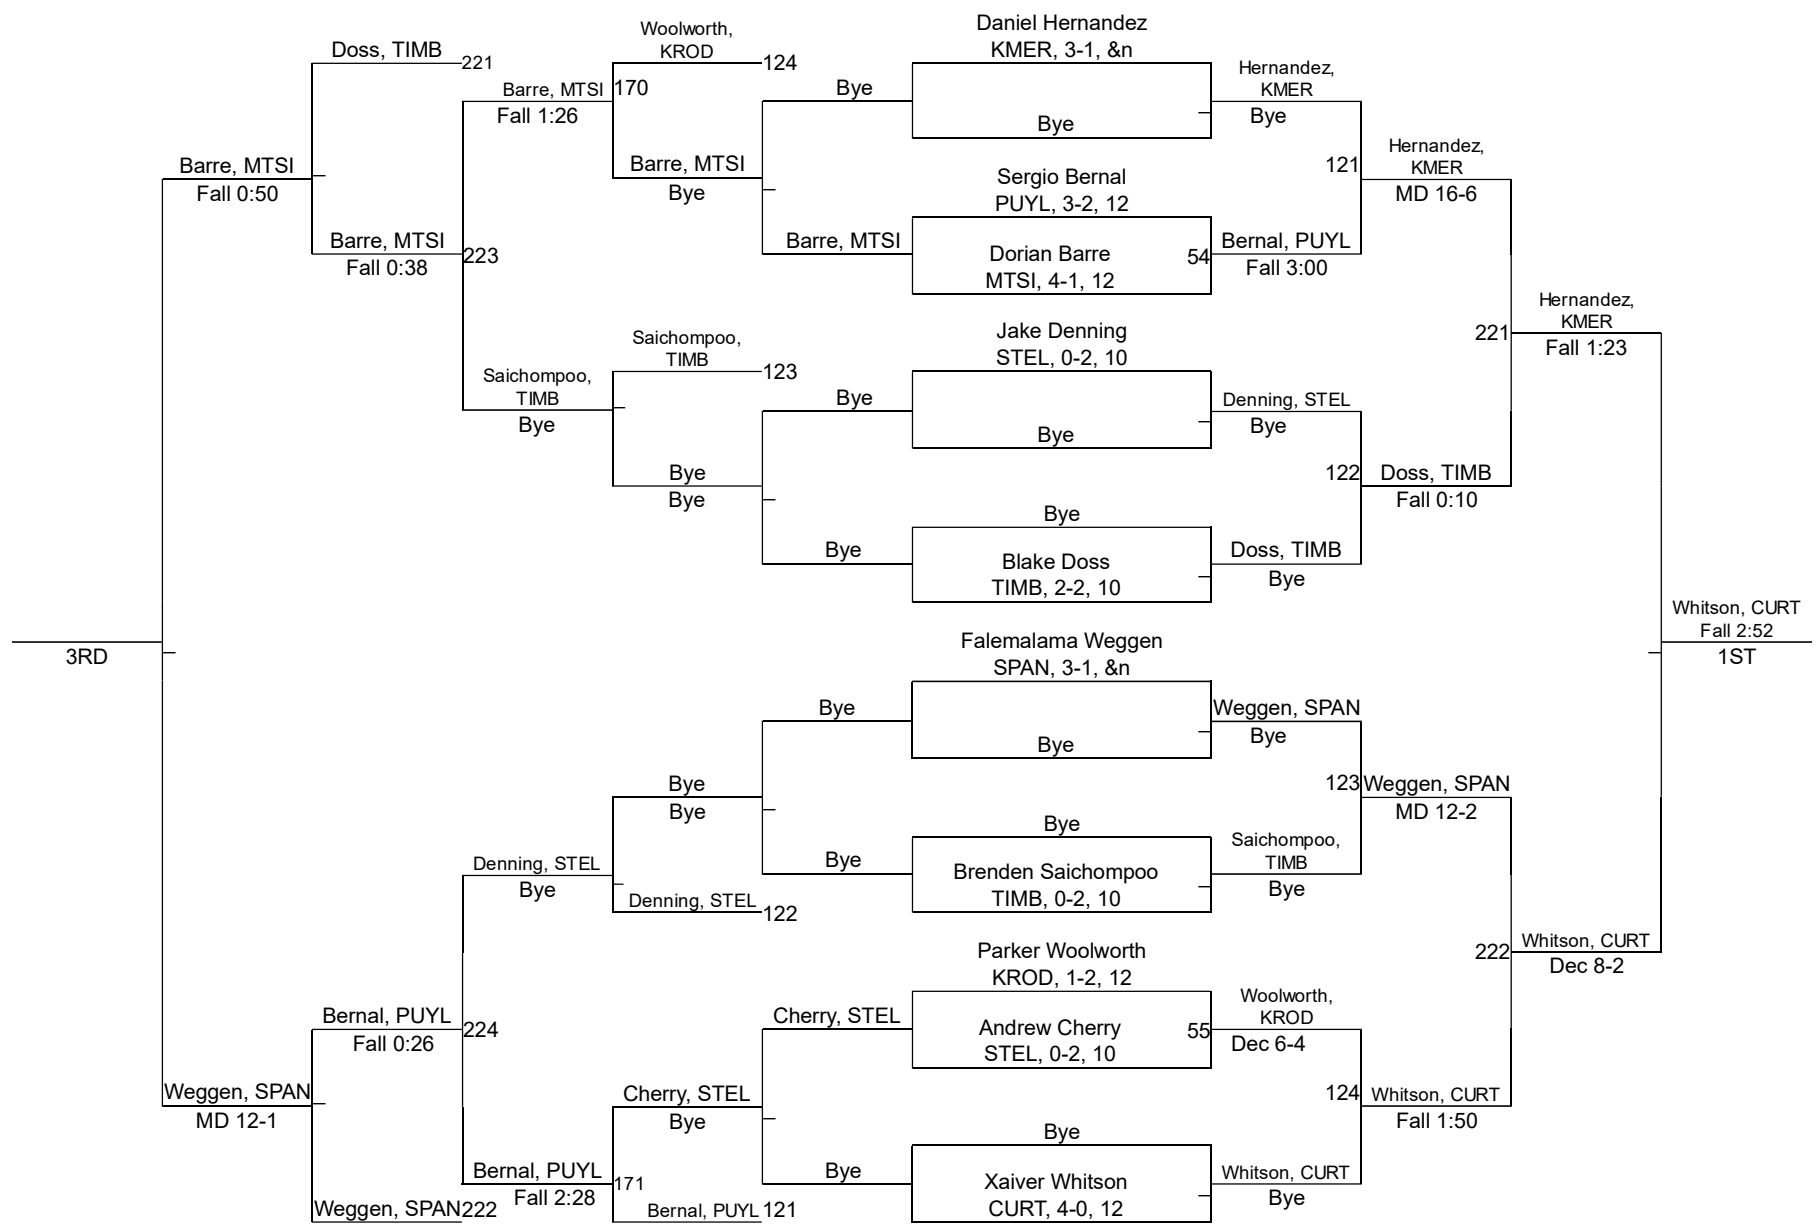 Daniel Hernandez
KMER, 3-1, &n
Woolworth,
KROD
124
Doss, TIMB
221
Barre, MTSI
170
Fall 1:26
Bye
Bye
Hernandez,
KMER
Bye
Barre, MTSI
Fall 0:50
Barre, MTSI
Bye
Sergio Bernal
PUYL, 3-2, 12
121
Hernandez,
KMER
MD 16-6
Barre, MTSI
Fall 0:38
223
Barre, MTSI
Dorian Barre
MTSI, 4-1, 12
54
Bernal, PUYL
Fall 3:00
Jake Denning
STEL, 0-2, 10
Saichompoo,
TIMB
123
Saichompoo,
TIMB
Bye
221
Hernandez,
KMER
Fall 1:23
Bye
Bye
Denning, STEL
Bye
Bye
Bye
122
Doss, TIMB
Fall 0:10
Bye
Bye
Blake Doss
TIMB, 2-2, 10
Doss, TIMB
Bye
3RD
Falemalama Weggen
SPAN, 3-1, &n
Whitson, CURT
Fall 2:52
1ST
Bye
Bye
Weggen, SPAN
Bye
Bye
Bye
123
Weggen, SPAN
MD 12-2
Bye
Bye
Brenden Saichompoo
TIMB, 0-2, 10
Saichompoo,
TIMB
Bye
Denning, STEL
Bye
Denning, STEL
122
Parker Woolworth
KROD, 1-2, 12
222
Whitson, CURT
Dec 8-2
Bernal, PUYL
Fall 0:26
224
Cherry, STEL
Andrew Cherry
STEL, 0-2, 10
55
Woolworth,
KROD
Dec 6-4
Weggen, SPAN
MD 12-1
Cherry, STEL
Bye
124
Whitson, CURT
Fall 1:50
Bye
Bernal, PUYL
Fall 2:28
171
Bye
Xaiver Whitson
CURT, 4-0, 12
Whitson, CURT
Bye
Weggen, SPAN
222
Bernal, PUYL
121